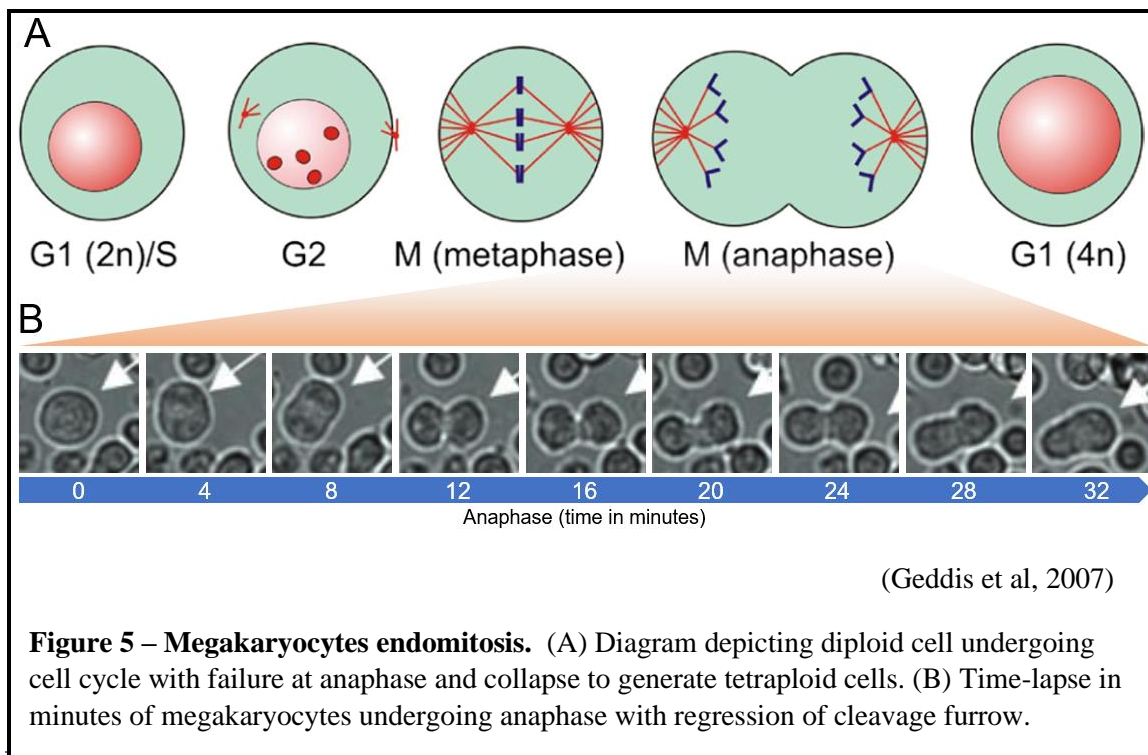 A
G1 (2n)/S
G2
M (metaphase)
M (anaphase)
G1 (4n)
B
0 4 8 12 16 20 24 28 32
Anaphase (time in minutes)
(Geddis et al, 2007)
Figure 5 – Megakaryocytes endomitosis. (A) Diagram depicting diploid cell undergoing
cell cycle with failure at anaphase and collapse to generate tetraploid cells. (B) Time-lapse in
minutes of megakaryocytes undergoing anaphase with regression of cleavage furrow.